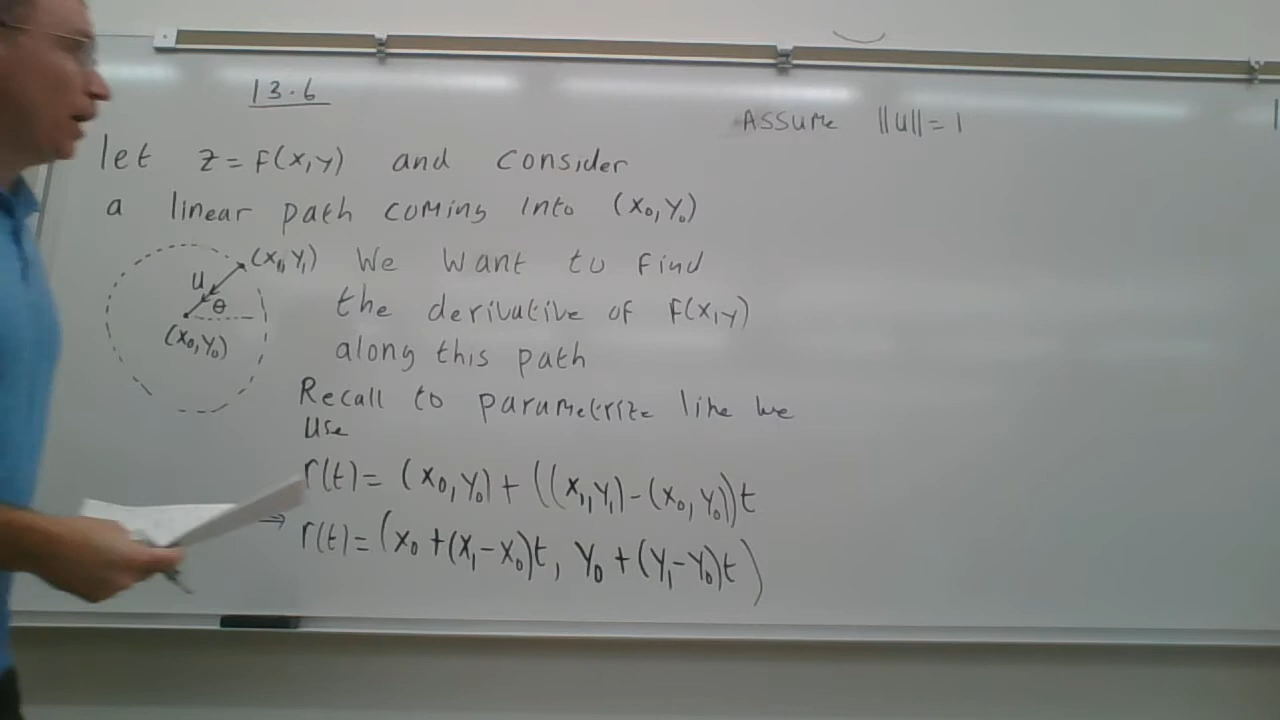 13.6
Assume ||u|| = 1
let z = F(x,y) and consider
a linear path coming into (x₀,y₀)
(x₁,y₁) We want to find
u
θ
the derivative of F(x,y)
(x₀,y₀)
along this path
Recall to parametrize line we
use
r(t) = (x₀,y₀) + ((x₁,y₁) - (x₀,y₀))t
⇒ r(t) = (x₀ + (x₁ - x₀)t, y₀ + (y₁ - y₀)t)